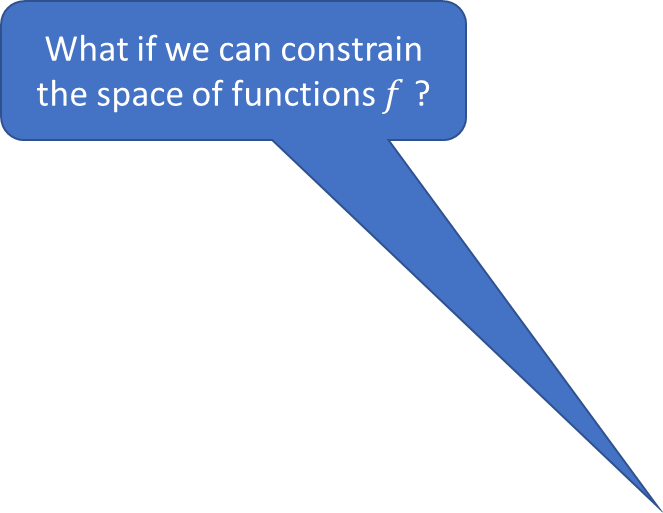 What if we can constrain
the space of functions 𝑓 ?